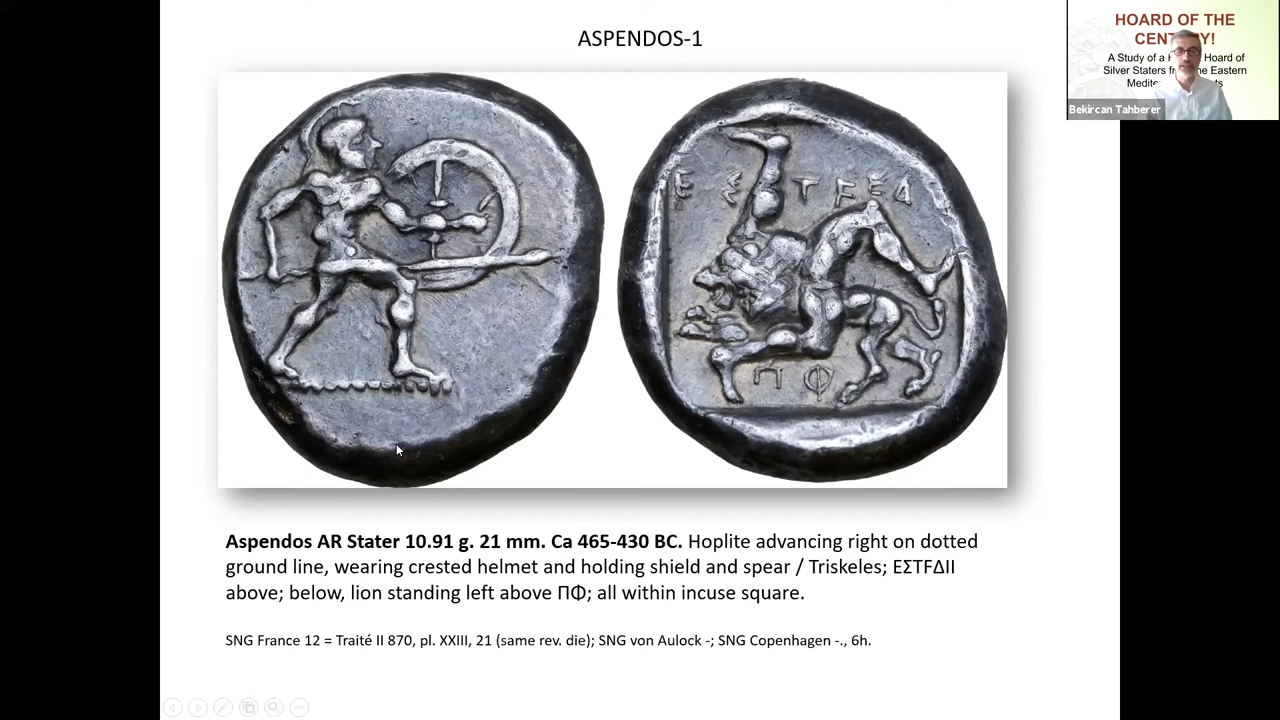 ASPENDOS-1
HOARD OF THE
A Study of a Hoard of
Silver Staters Eastern
Bekircan Tahberer
Ε Σ Τ F Ε Δ
Π Φ
Aspendos AR Stater 10.91 g. 21 mm. Ca 465-430 BC. Hoplite advancing right on dotted
ground line, wearing crested helmet and holding shield and spear / Triskeles; ΕΣΤFΔΙΙ
above; below, lion standing left above ΠΦ; all within incuse square.
SNG France 12 = Traité II 870, pl. XXIII, 21 (same rev. die); SNG von Aulock -; SNG Copenhagen -., 6h.